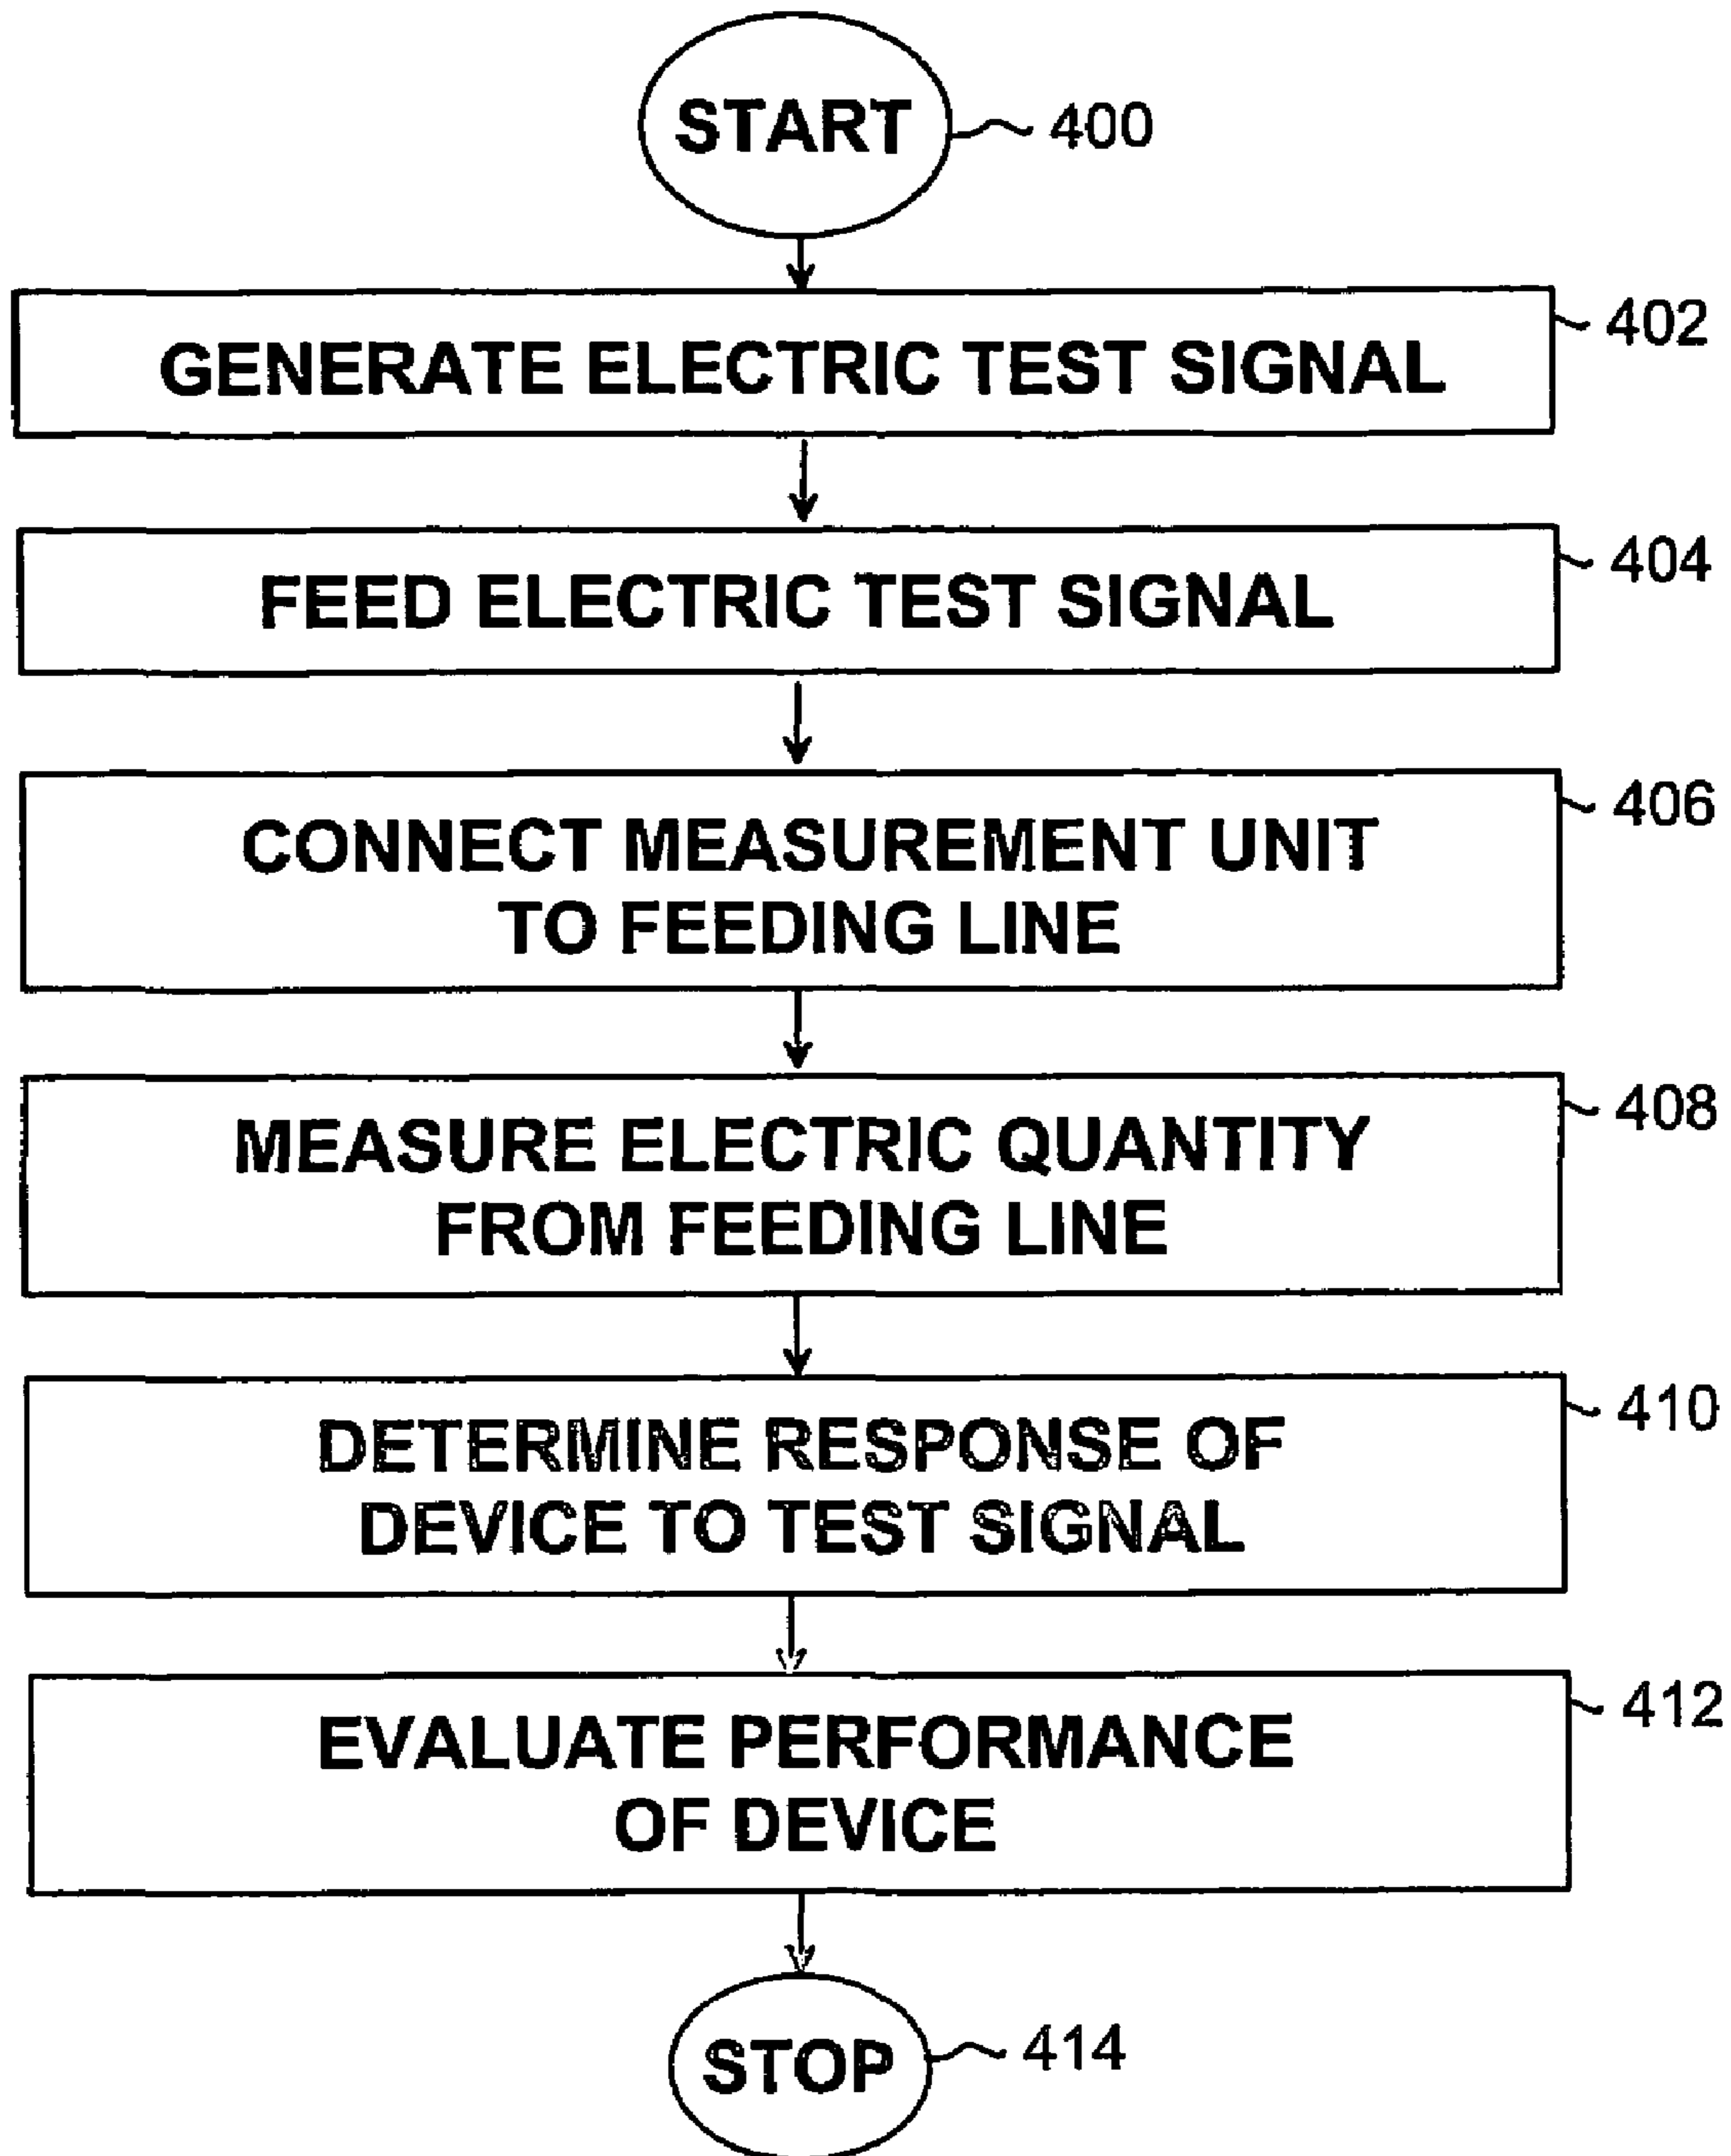 START
400
GENERATE ELECTRIC TEST SIGNAL
402
FEED ELECTRIC TEST SIGNAL
404
CONNECT MEASUREMENT UNIT
TO FEEDING LINE
406
MEASURE ELECTRIC QUANTITY
FROM FEEDING LINE
408
DETERMINE RESPONSE OF
DEVICE TO TEST SIGNAL
410
EVALUATE PERFORMANCE
OF DEVICE
412
STOP
414